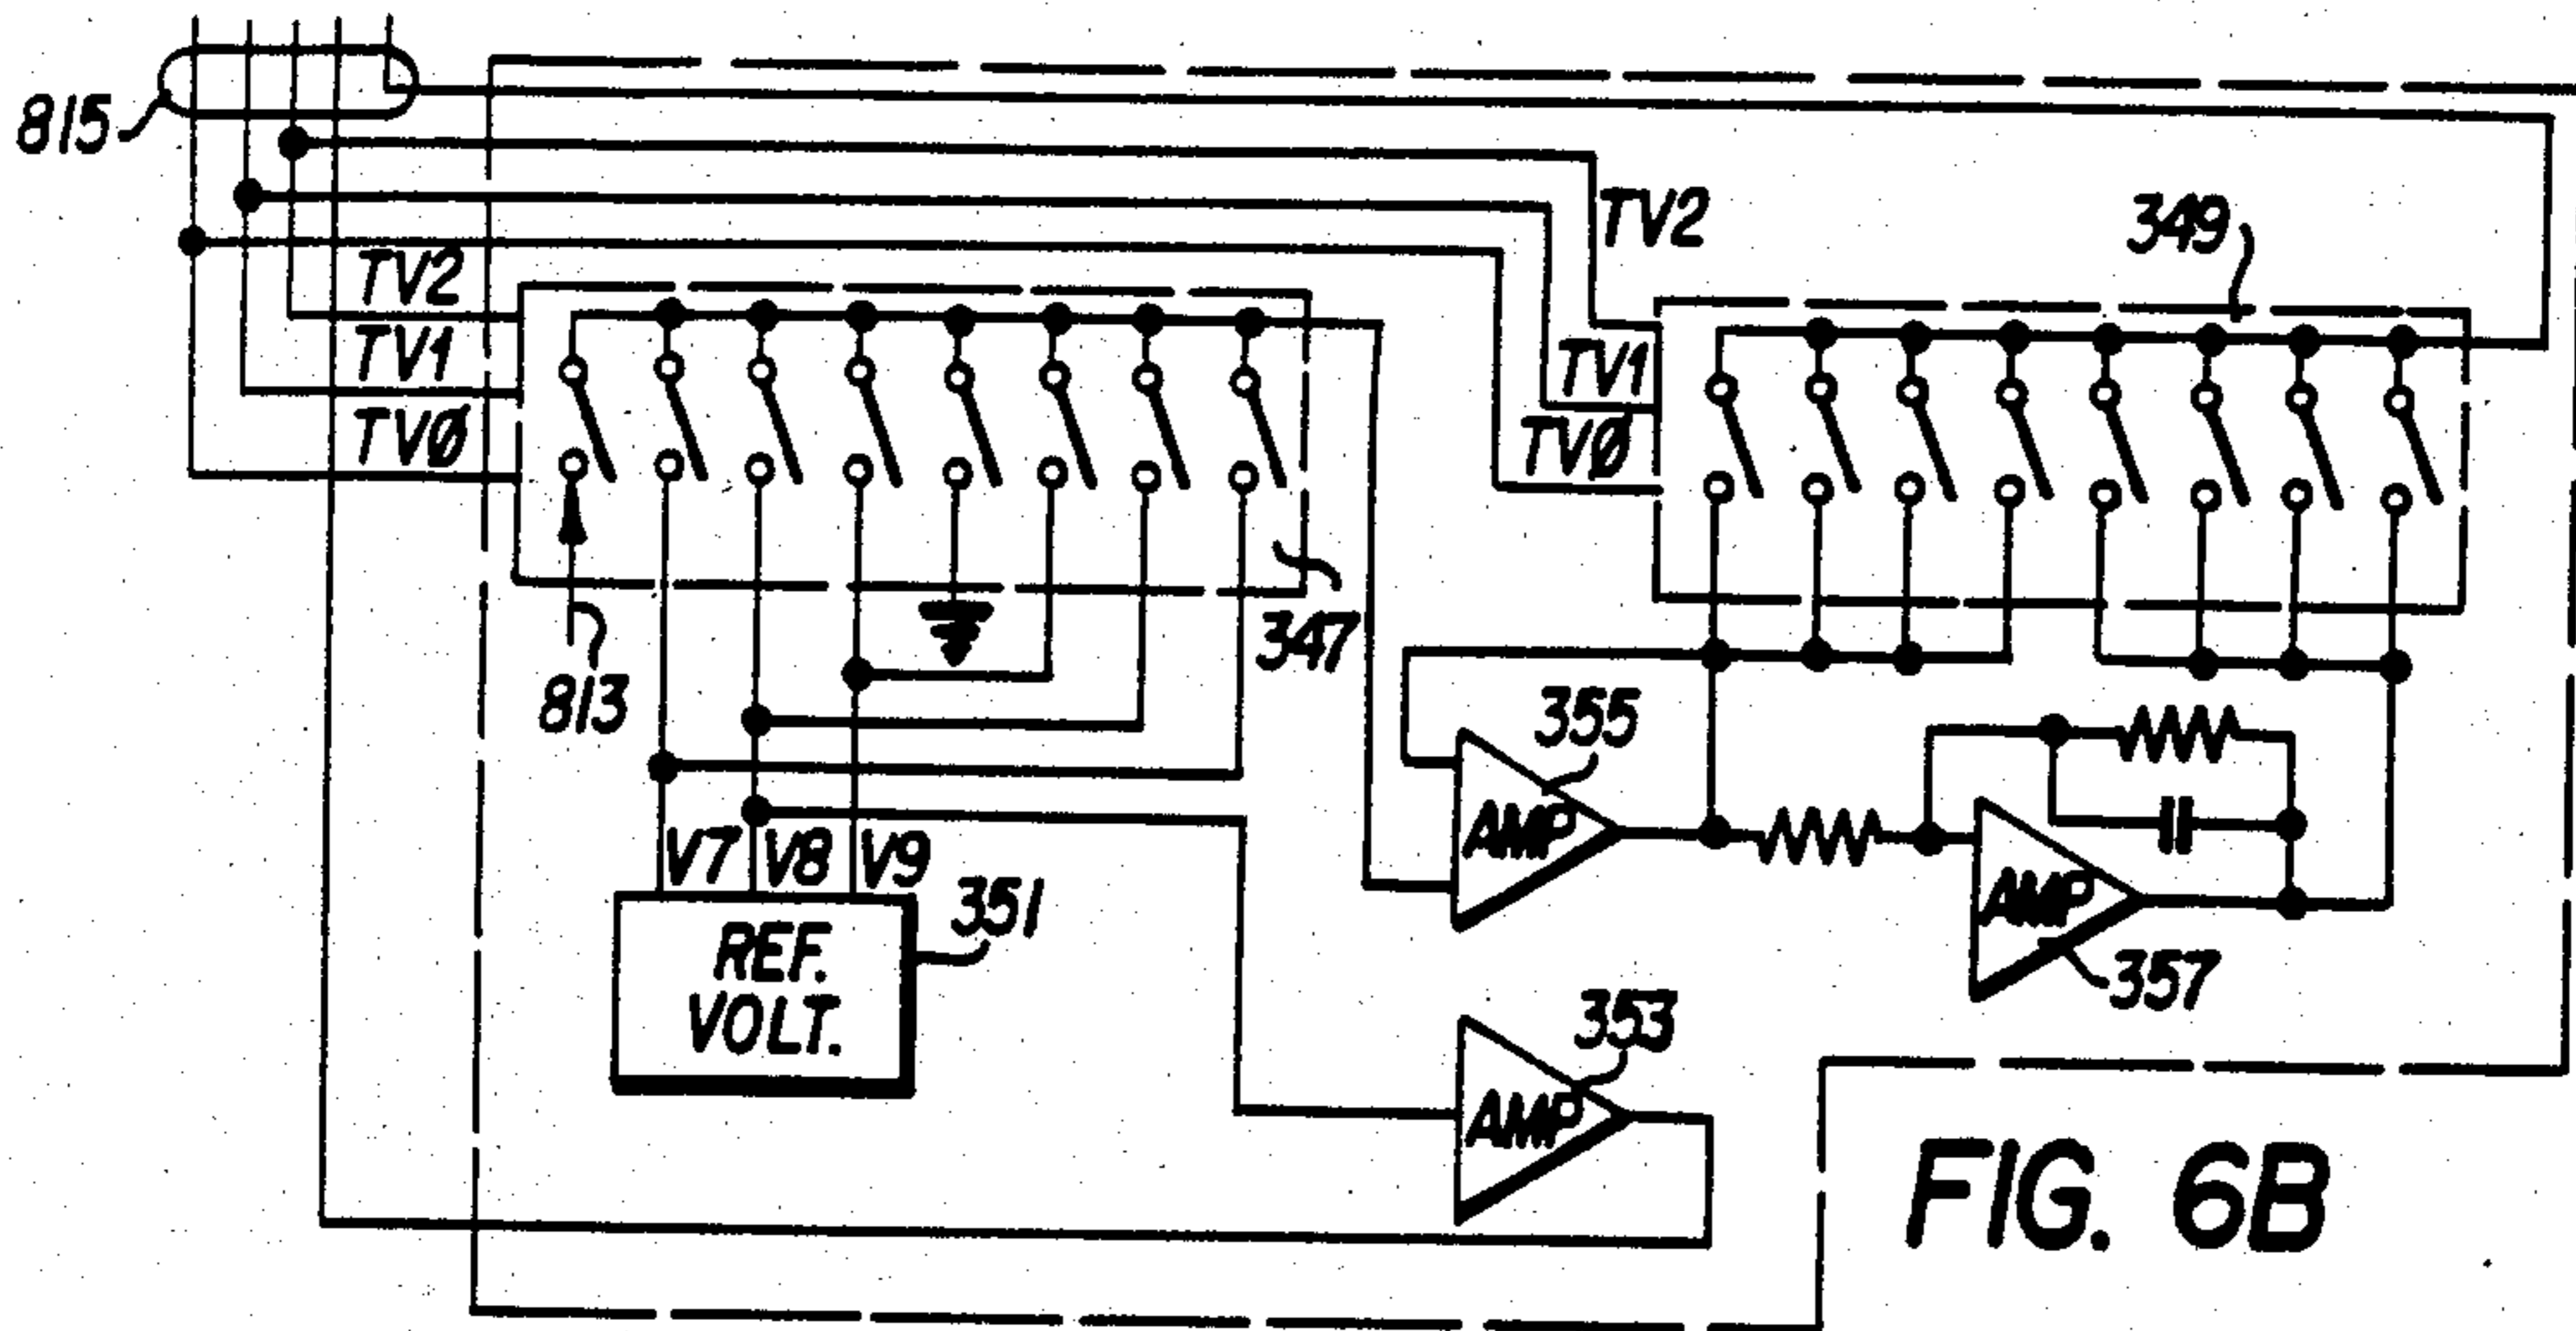 815
TV2
349
TV2
TV1
TV1
TVØ
TVØ
347
813
355
AMP
V7 V8 V9
351
REF.
VOLT.
AMP
357
353
AMP
FIG. 6B